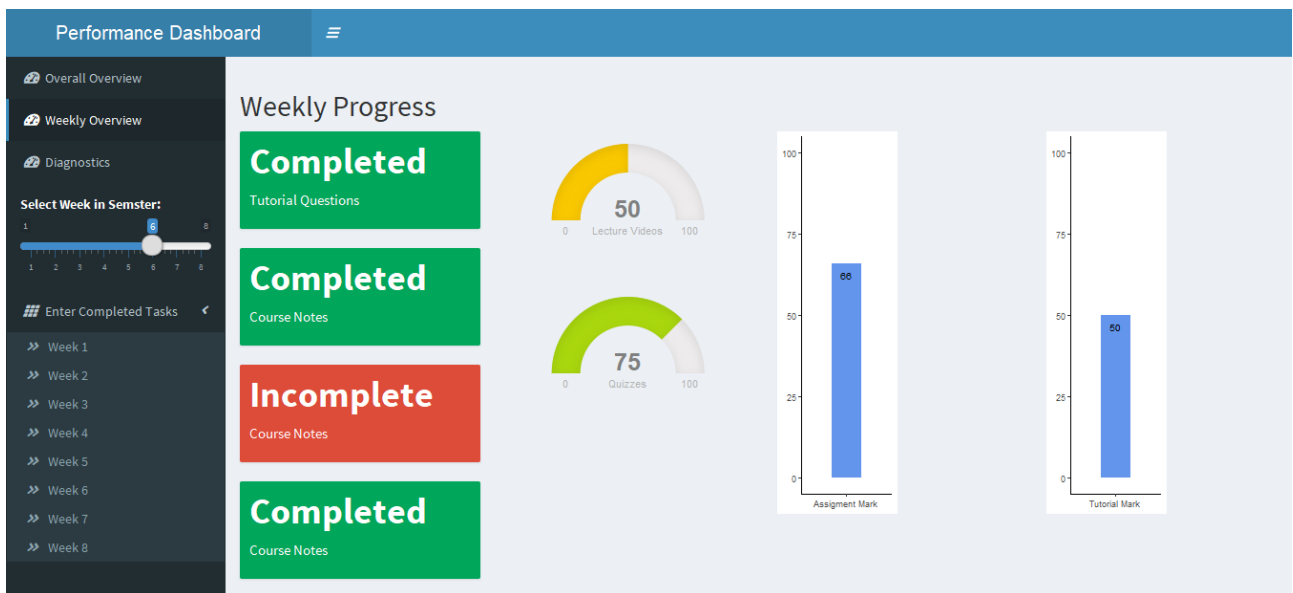 Performance Dashboard
Overall Overview
Weekly Overview
Diagnostics
Select Week in Semster:
1 6 8
1 2 3 4 5 6 7 8
Enter Completed Tasks
Week 1
Week 2
Week 3
Week 4
Week 5
Week 6
Week 7
Week 8
Weekly Progress
Completed
Tutorial Questions
Completed
Course Notes
Incomplete
Course Notes
Completed
Course Notes
50
0 Lecture Videos 100
75
0 Quizzes 100
100
75
66
50
25
0
Assigment Mark
100
75
50
50
25
0
Tutorial Mark